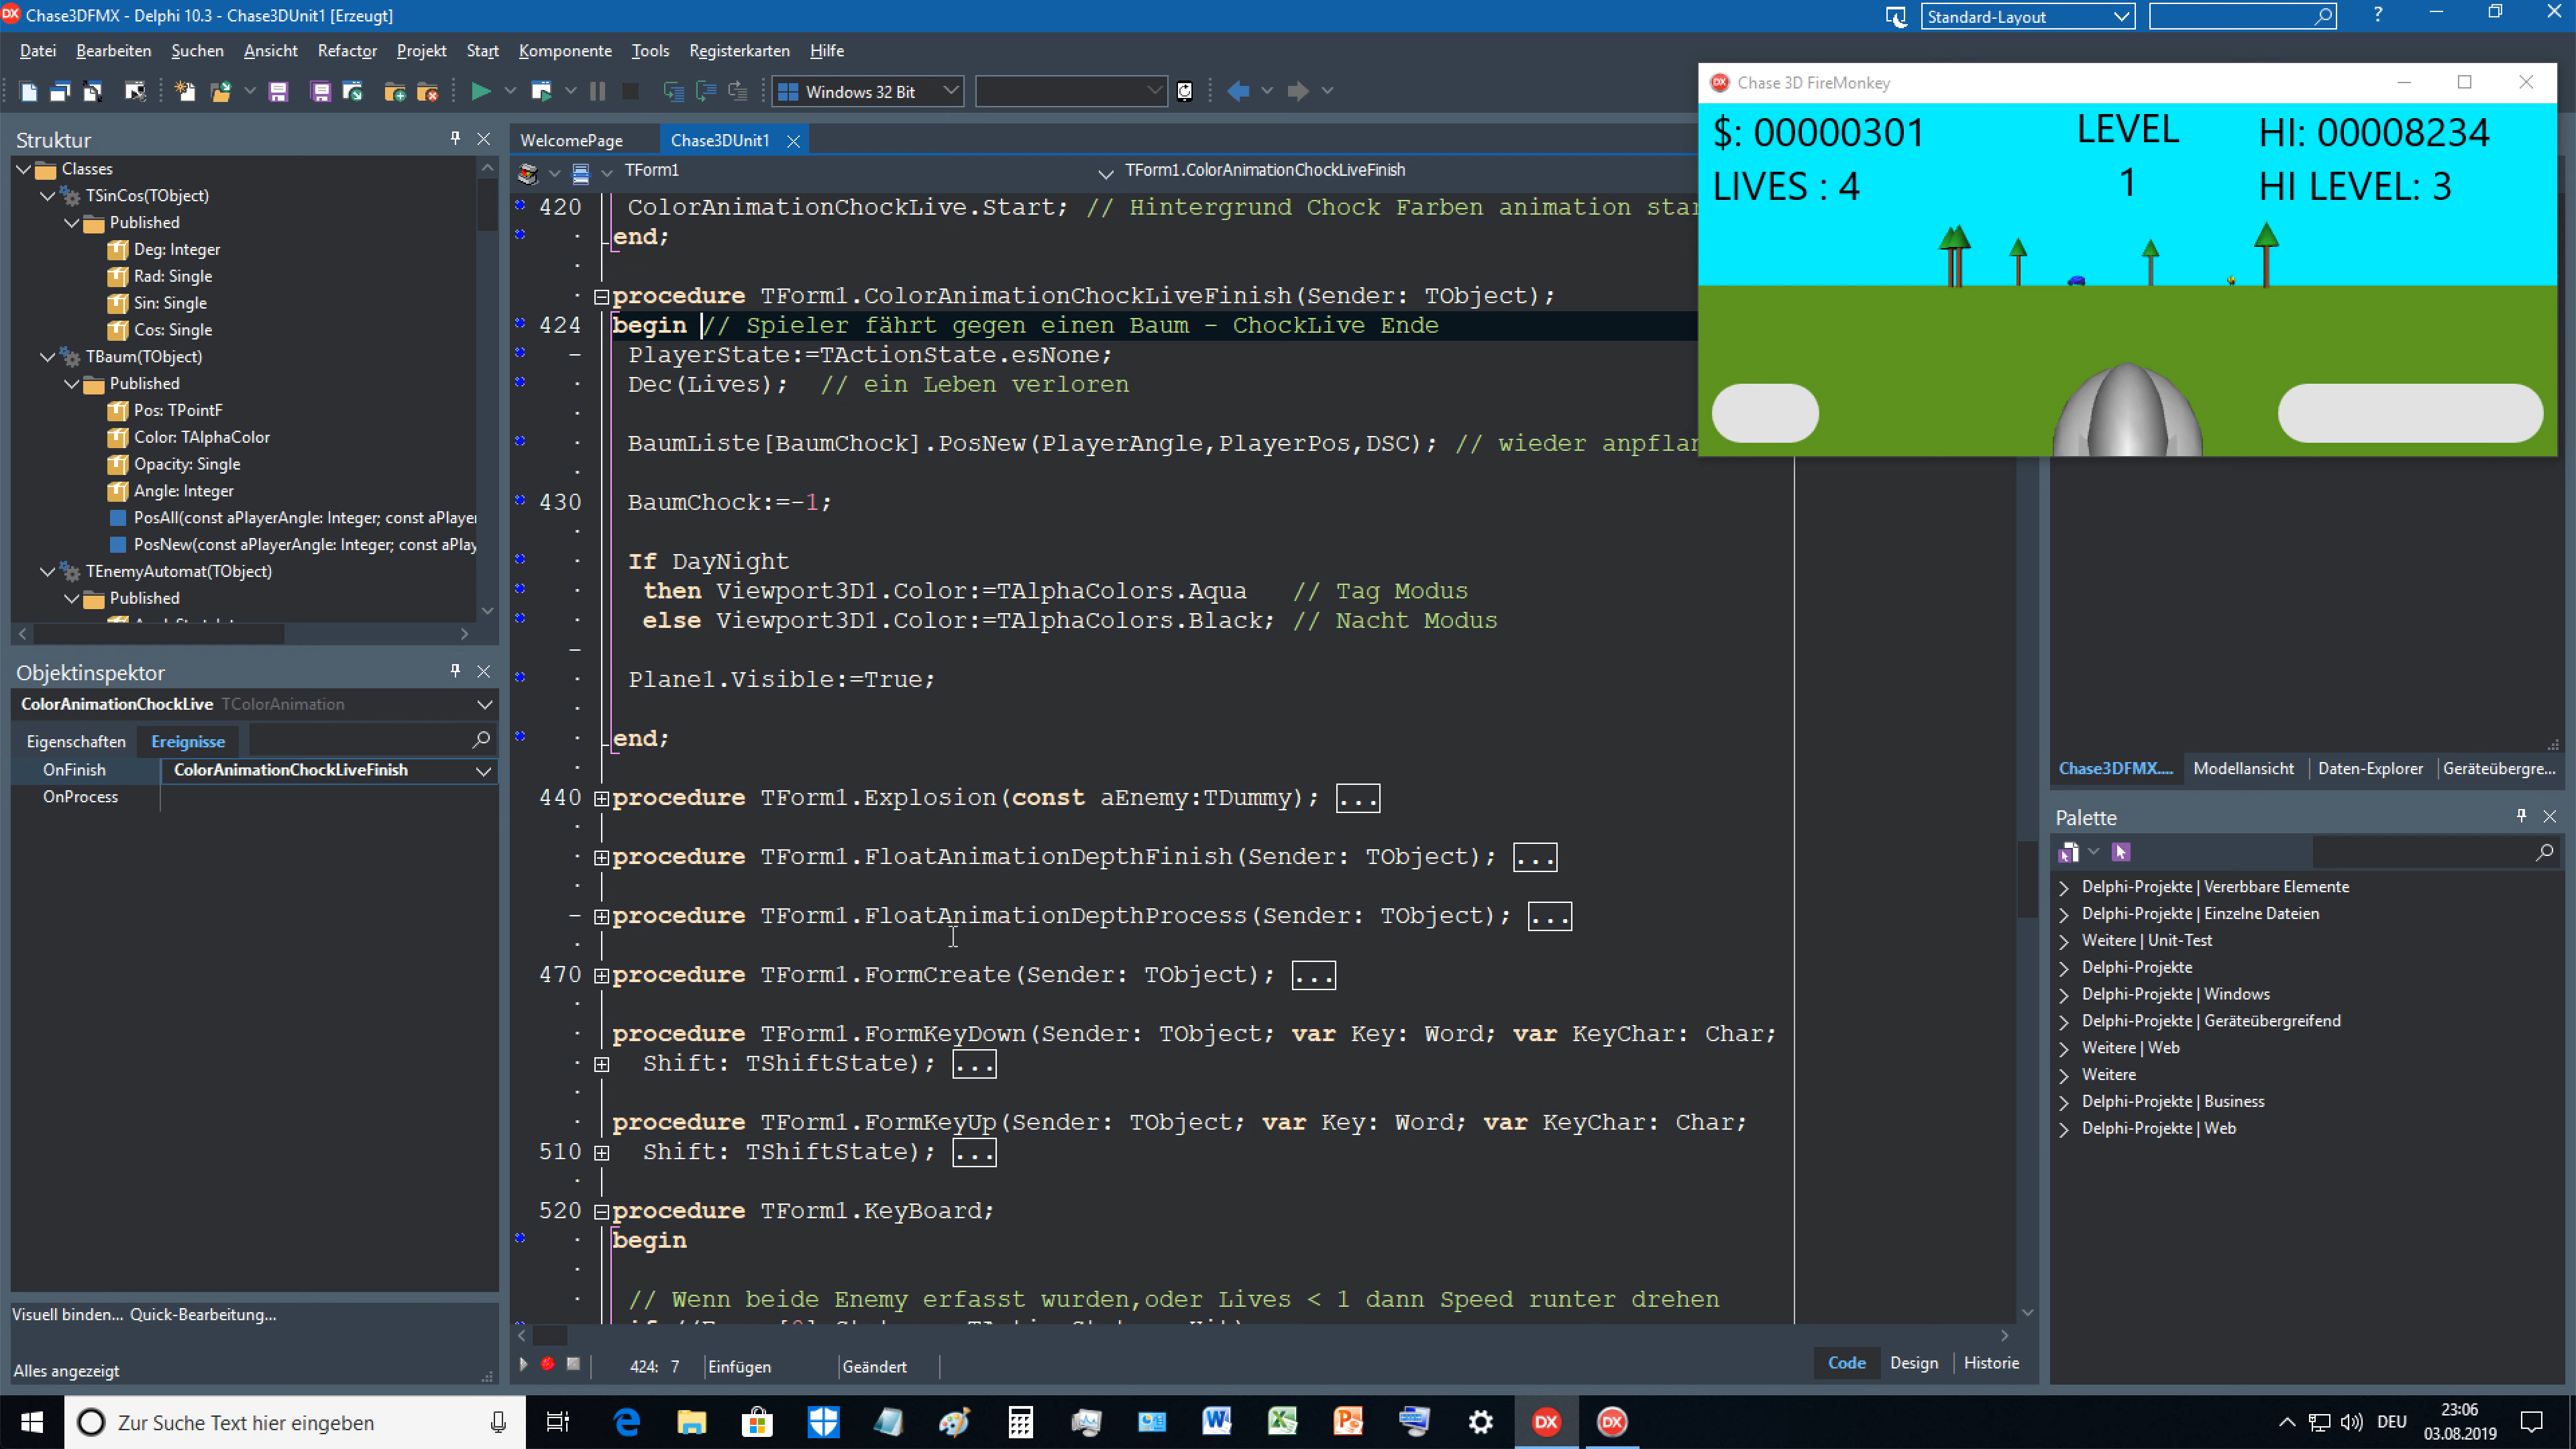 Chase3DFMX - Delphi 10.3 - Chase3DUnit1 [Erzeugt]
Standard-Layout
?
Datei Bearbeiten Suchen Ansicht Refactor Projekt Start Komponente Tools Registerkarten Hilfe
Windows 32 Bit
Struktur
Classes
TSinCos(TObject)
Published
Deg: Integer
Rad: Single
Sin: Single
Cos: Single
TBaum(TObject)
Published
Pos: TPointF
Color: TAlphaColor
Opacity: Single
Angle: Integer
PosAll(const aPlayerAngle: Integer; const aPlayer
PosNew(const aPlayerAngle: Integer; const aPlay
TEnemyAutomat(TObject)
Published
Objektinspektor
ColorAnimationChockLive TColorAnimation
Eigenschaften Ereignisse
OnFinish ColorAnimationChockLiveFinish
OnProcess
Visuell binden... Quick-Bearbeitung...
Alles angezeigt
WelcomePage Chase3DUnit1
TForm1 TForm1.ColorAnimationChockLiveFinish
420 ColorAnimationChockLive.Start; // Hintergrund Chock Farben animation star
end;
procedure TForm1.ColorAnimationChockLiveFinish(Sender: TObject);
424 begin // Spieler fährt gegen einen Baum - ChockLive Ende
PlayerState:=TActionState.esNone;
Dec(Lives); // ein Leben verloren
BaumListe[BaumChock].PosNew(PlayerAngle,PlayerPos,DSC); // wieder anpflan
430 BaumChock:=-1;
If DayNight
then Viewport3D1.Color:=TAlphaColors.Aqua // Tag Modus
else Viewport3D1.Color:=TAlphaColors.Black; // Nacht Modus
Plane1.Visible:=True;
end;
440 procedure TForm1.Explosion(const aEnemy:TDummy); ...
procedure TForm1.FloatAnimationDepthFinish(Sender: TObject); ...
procedure TForm1.FloatAnimationDepthProcess(Sender: TObject); ...
470 procedure TForm1.FormCreate(Sender: TObject); ...
procedure TForm1.FormKeyDown(Sender: TObject; var Key: Word; var KeyChar: Char;
Shift: TShiftState); ...
procedure TForm1.FormKeyUp(Sender: TObject; var Key: Word; var KeyChar: Char;
510 Shift: TShiftState); ...
520 procedure TForm1.KeyBoard;
begin
// Wenn beide Enemy erfasst wurden,oder Lives < 1 dann Speed runter drehen
424: 7 Einfügen Geändert
Code Design Historie
Chase 3D FireMonkey
$: 00000301 LEVEL HI: 00008234
LIVES : 4 1 HI LEVEL: 3
Chase3DFMX.... Modellansicht Daten-Explorer Geräteübergre...
Palette
Delphi-Projekte | Vererbbare Elemente
Delphi-Projekte | Einzelne Dateien
Weitere | Unit-Test
Delphi-Projekte
Delphi-Projekte | Windows
Delphi-Projekte | Geräteübergreifend
Weitere | Web
Weitere
Delphi-Projekte | Business
Delphi-Projekte | Web
Zur Suche Text hier eingeben
DEU
23:06
03.08.2019